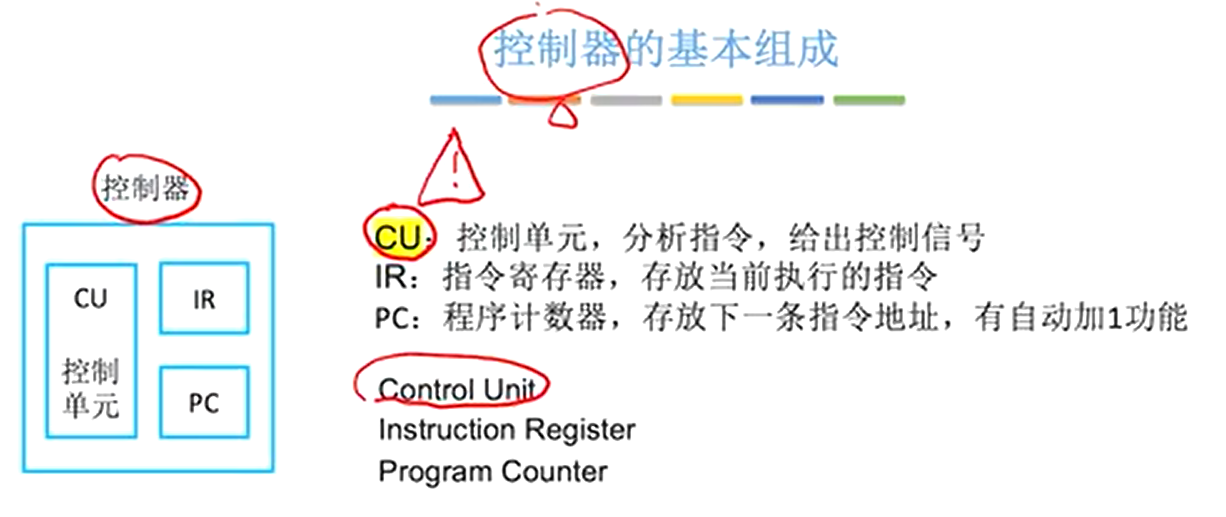 控制器的基本组成
控制器
CU
控制
单元
IR
PC
CU：控制单元，分析指令，给出控制信号
IR：指令寄存器，存放当前执行的指令
PC：程序计数器，存放下一条指令地址，有自动加1功能
Control Unit
Instruction Register
Program Counter